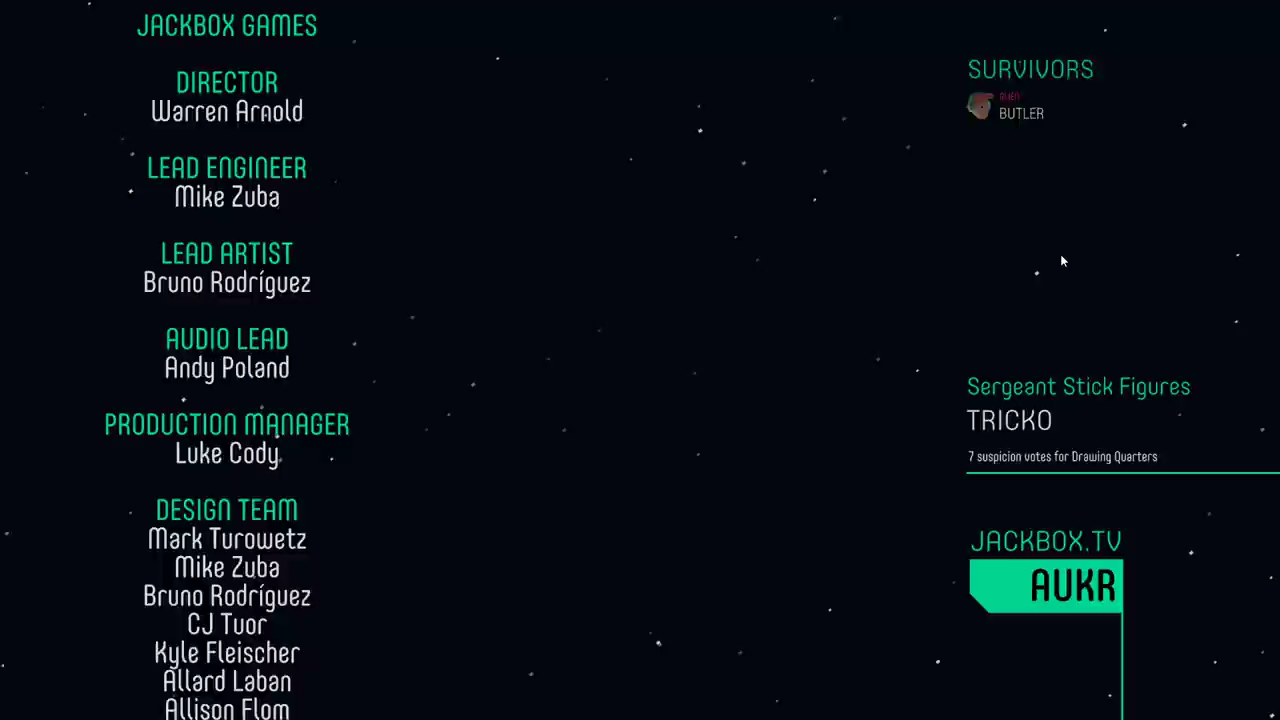 JACKBOX GAMES
DIRECTOR
Warren Arnold
LEAD ENGINEER
Mike Zuba
LEAD ARTIST
Bruno Rodríguez
AUDIO LEAD
Andy Poland
PRODUCTION MANAGER
Luke Cody
DESIGN TEAM
Mark Turowetz
Mike Zuba
Bruno Rodríguez
CJ Tuor
Kyle Fleischer
Allard Laban
Allison Flom
SURVIVORS
ALIEN
BUTLER
Sergeant Stick Figures
TRICKO
7 suspicion votes for Drawing Quarters
JACKBOX.TV
AUKR